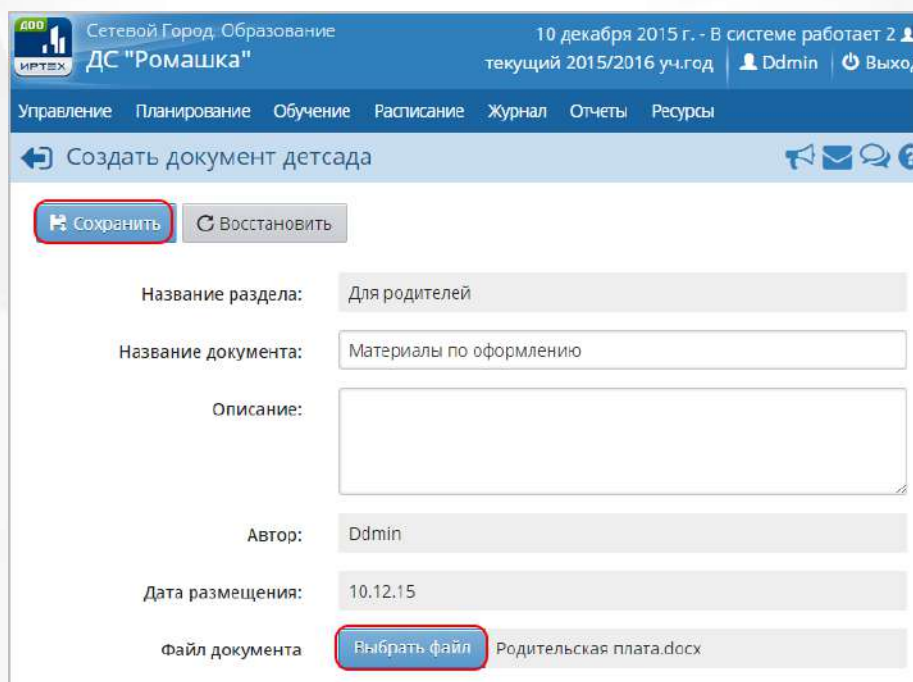 ДОО
ИРТЕХ
Сетевой Город. Образование
ДС "Ромашка"
10 декабря 2015 г. - В системе работает 2
текущий 2015/2016 уч.год Ddmin Выход
Управление Планирование Обучение Расписание Журнал Отчеты Ресурсы
Создать документ детсада
Сохранить Восстановить
Название раздела: Для родителей
Название документа: Материалы по оформлению
Описание:
Автор: Ddmin
Дата размещения: 10.12.15
Файл документа Выбрать файл Родительская плата.docx